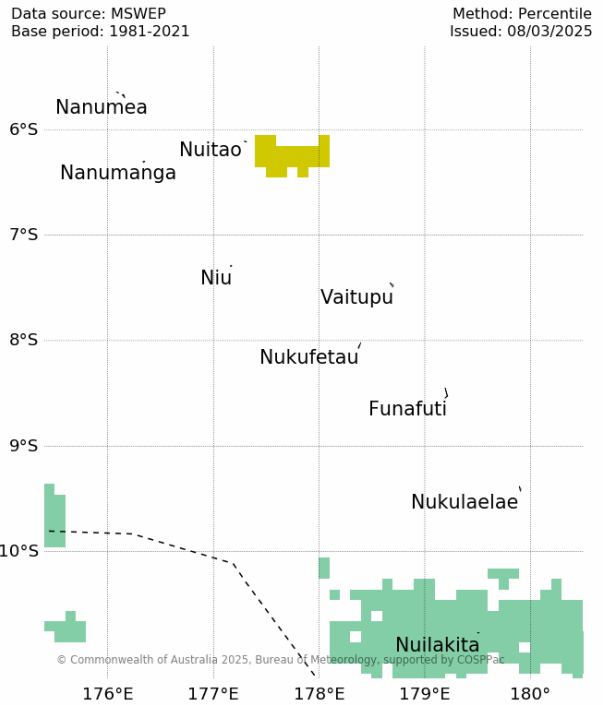 Data source: MSWEP
Method: Percentile
Base period: 1981-2021
Issued: 08/03/2025
Nanumea
6°S
Nuitao
Nanumanga
7°S
Niu
Vaitupu
8°S
Nukufetau
Funafuti
9°S
Nukulaelae
10°S
Nuilakita
© Commonwealth of Australia 2025, Bureau of Meteorology, supported by COSPPac
176°E
177°E
178°E
179°E
180°